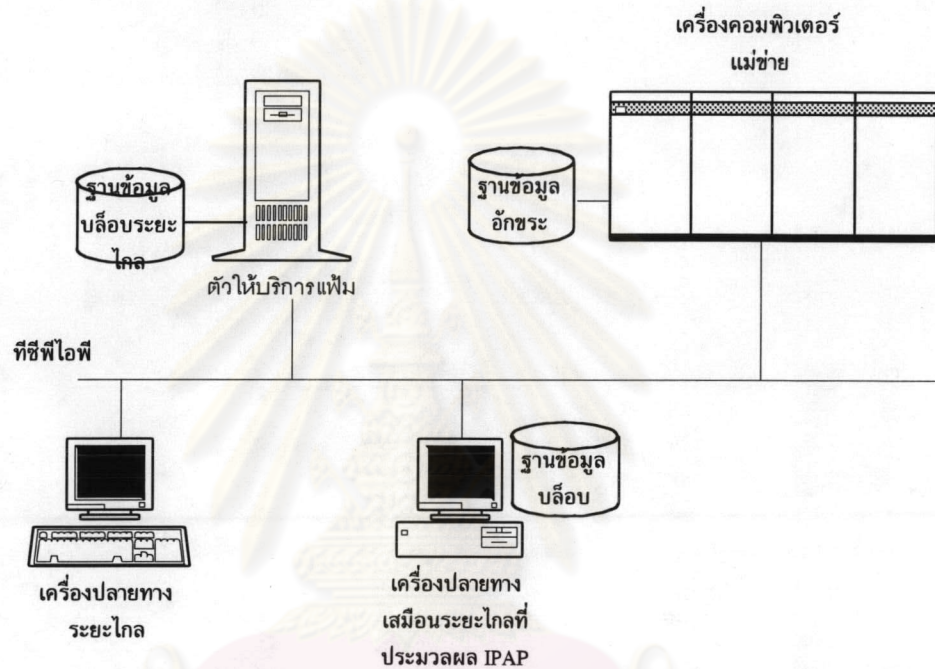 เครื่องคอมพิวเตอร์
แม่ข่าย
ฐานข้อมูล
บล็อบระยะ
ไกล
ฐานข้อมูล
อักขระ
ตัวให้บริการแฟ้ม
ทีซีพีไอพี
ฐานข้อมูล
บล็อบ
เครื่องปลายทาง
ระยะไกล
เครื่องปลายทาง
เสมือนระยะไกลที่
ประมวลผล IPAP